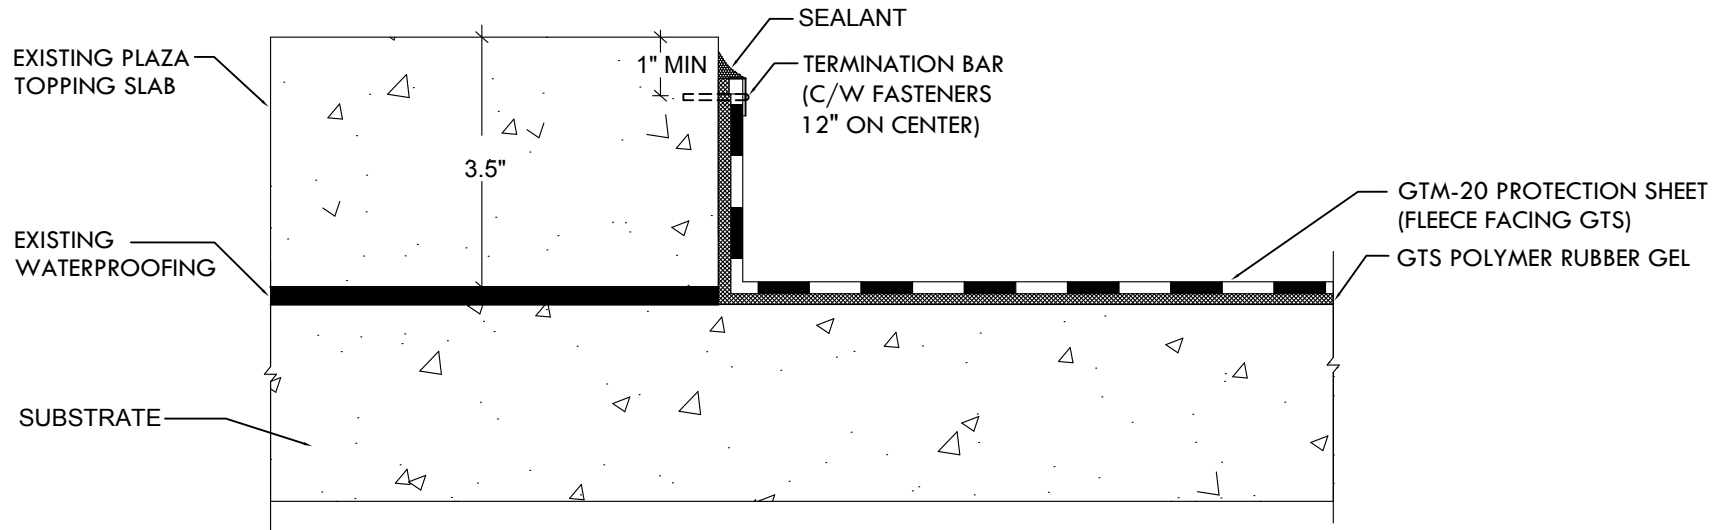 SEALANT
EXISTING PLAZA
TOPPING SLAB
1" MIN
TERMINATION BAR
(C/W FASTENERS
12" ON CENTER)
3.5"
GTM-20 PROTECTION SHEET
(FLEECE FACING GTS)
EXISTING
WATERPROOFING
GTS POLYMER RUBBER GEL
SUBSTRATE